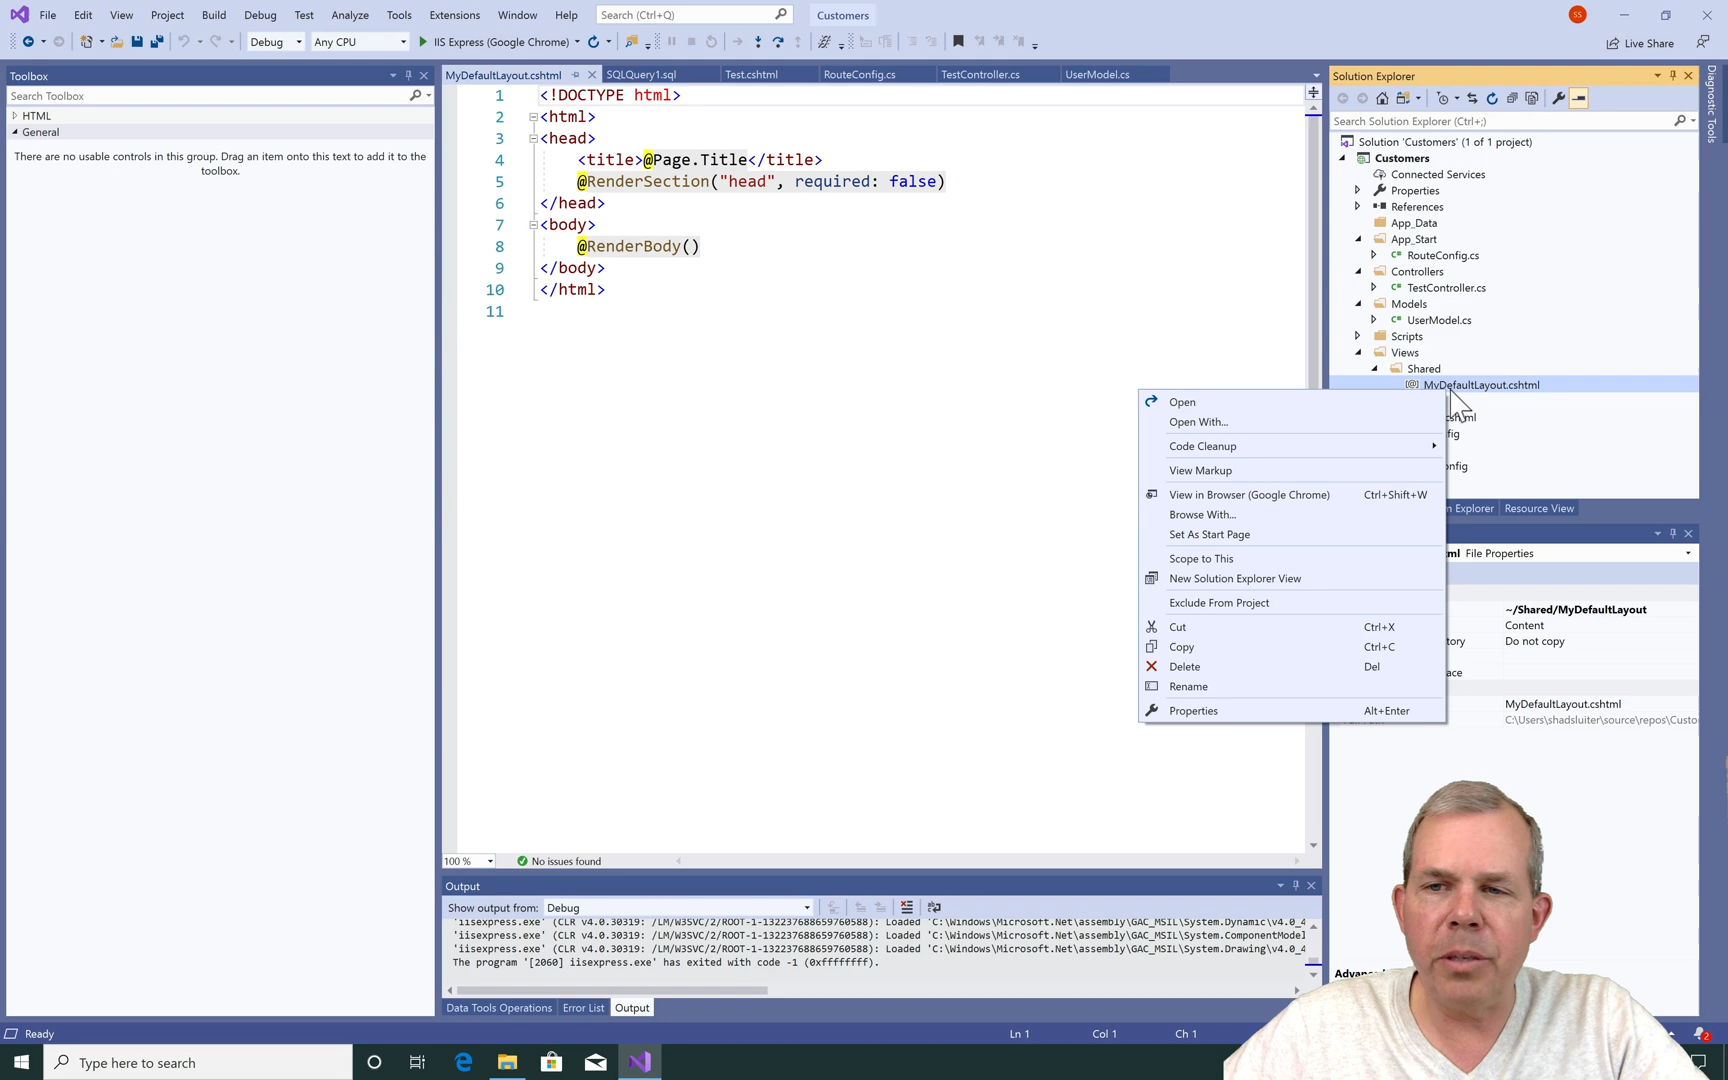 File Edit View Project Build Debug Test Analyze Tools Extensions Window Help Search (Ctrl+Q) Customers SS
Debug Any CPU IIS Express (Google Chrome) Live Share
Toolbox
Search Toolbox
HTML
General
There are no usable controls in this group. Drag an item onto this text to add it to the
toolbox.
MyDefaultLayout.cshtml SQLQuery1.sql Test.cshtml RouteConfig.cs TestController.cs UserModel.cs
1 <!DOCTYPE html>
2 <html>
3 <head>
4 <title>@Page.Title</title>
5 @RenderSection("head", required: false)
6 </head>
7 <body>
8 @RenderBody()
9 </body>
10 </html>
11
100 % No issues found
Output
Show output from: Debug
'iisexpress.exe' (CLR v4.0.30319: /LM/W3SVC/2/ROOT-1-132237688659760588): Loaded 'C:\Windows\Microsoft.Net\assembly\GAC_MSIL\System.Dynamic\v4.0_4
'iisexpress.exe' (CLR v4.0.30319: /LM/W3SVC/2/ROOT-1-132237688659760588): Loaded 'C:\Windows\Microsoft.Net\assembly\GAC_MSIL\System.ComponentModel
'iisexpress.exe' (CLR v4.0.30319: /LM/W3SVC/2/ROOT-1-132237688659760588): Loaded 'C:\Windows\Microsoft.Net\assembly\GAC_MSIL\System.Drawing\v4.0_4
The program '[2060] iisexpress.exe' has exited with code -1 (0xffffffff).
Data Tools Operations Error List Output
Solution Explorer
Search Solution Explorer (Ctrl+;)
Solution 'Customers' (1 of 1 project)
Customers
Connected Services
Properties
References
App_Data
App_Start
RouteConfig.cs
Controllers
TestController.cs
Models
UserModel.cs
Scripts
Views
Shared
MyDefaultLayout.cshtml
Open
Open With...
Code Cleanup
View Markup
View in Browser (Google Chrome) Ctrl+Shift+W
Browse With...
Set As Start Page
Scope to This
New Solution Explorer View
Exclude From Project
Cut Ctrl+X
Copy Ctrl+C
Delete Del
Rename
Properties Alt+Enter
Explorer Resource View
ml File Properties
~/Shared/MyDefaultLayout
Content
tory Do not copy
ace
MyDefaultLayout.cshtml
C:\Users\shadsluiter\source\repos\Custo
Advance
Diagnostic Tools
Ready Ln 1 Col 1 Ch 1 2
Type here to search